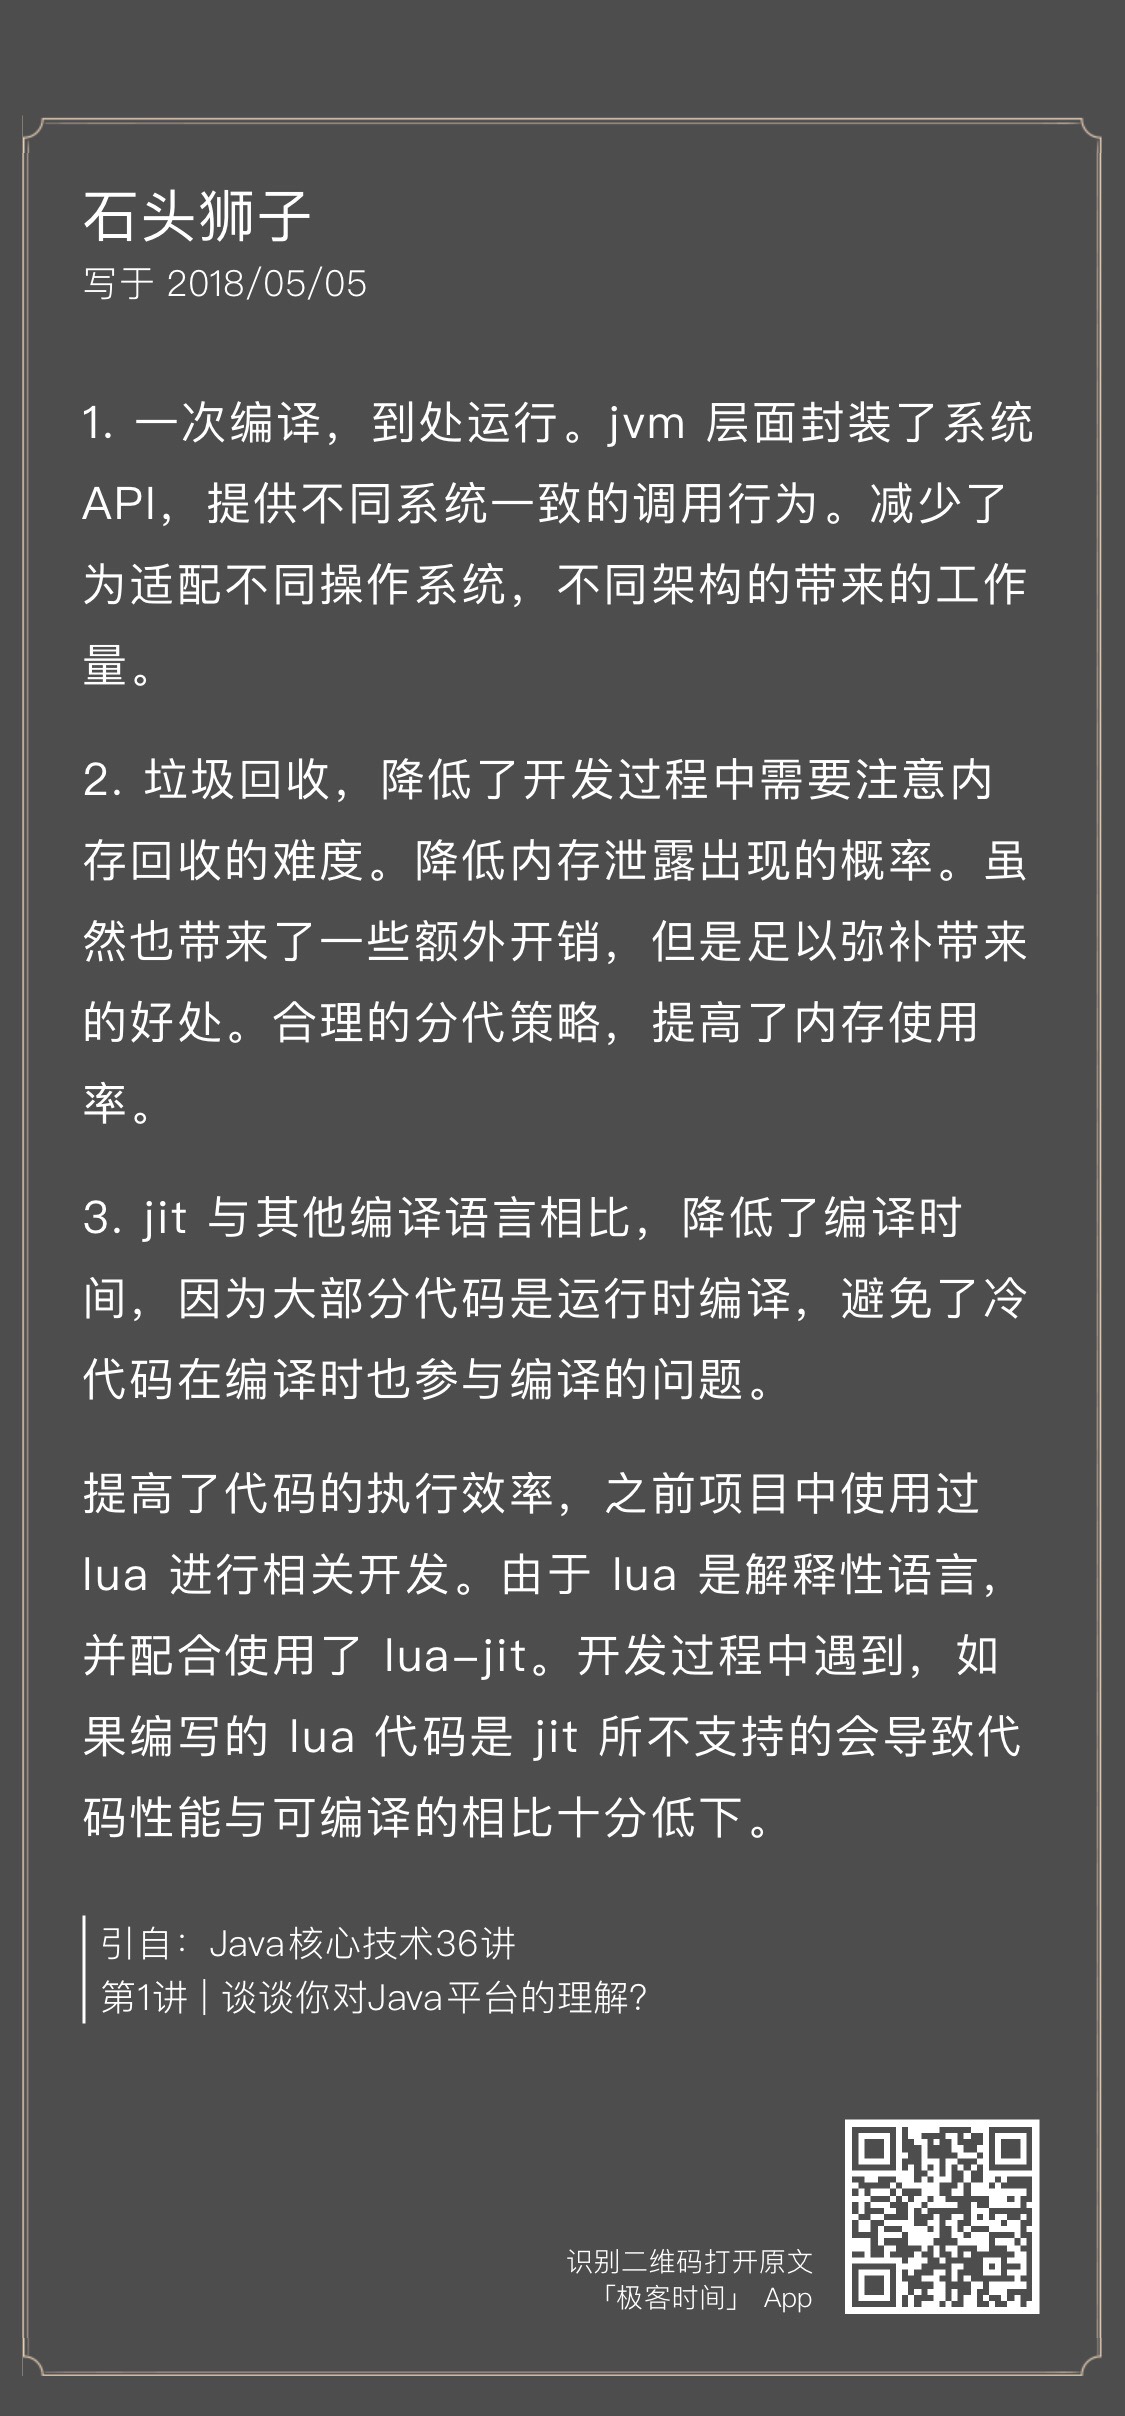 石头狮子
写于 2018/05/05
1. 一次编译，到处运行。jvm 层面封装了系统
API，提供不同系统一致的调用行为。减少了
为适配不同操作系统，不同架构的带来的工作
量。
2. 垃圾回收，降低了开发过程中需要注意内
存回收的难度。降低内存泄露出现的概率。虽
然也带来了一些额外开销，但是足以弥补带来
的好处。合理的分代策略，提高了内存使用
率。
3. jit 与其他编译语言相比，降低了编译时
间，因为大部分代码是运行时编译，避免了冷
代码在编译时也参与编译的问题。
提高了代码的执行效率，之前项目中使用过
lua 进行相关开发。由于 lua 是解释性语言，
并配合使用了 lua-jit。开发过程中遇到，如
果编写的 lua 代码是 jit 所不支持的会导致代
码性能与可编译的相比十分低下。
引自：Java核心技术36讲
第1讲 | 谈谈你对Java平台的理解？
识别二维码打开原文
「极客时间」 App